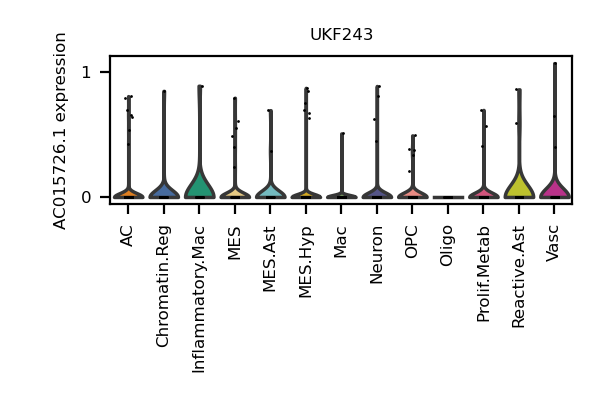 UKF243
AC015726.1 expression
1
0
AC
Chromatin.Reg
Inflammatory.Mac
MES
MES.Ast
MES.Hyp
Mac
Neuron
OPC
Oligo
Prolif.Metab
Reactive.Ast
Vasc